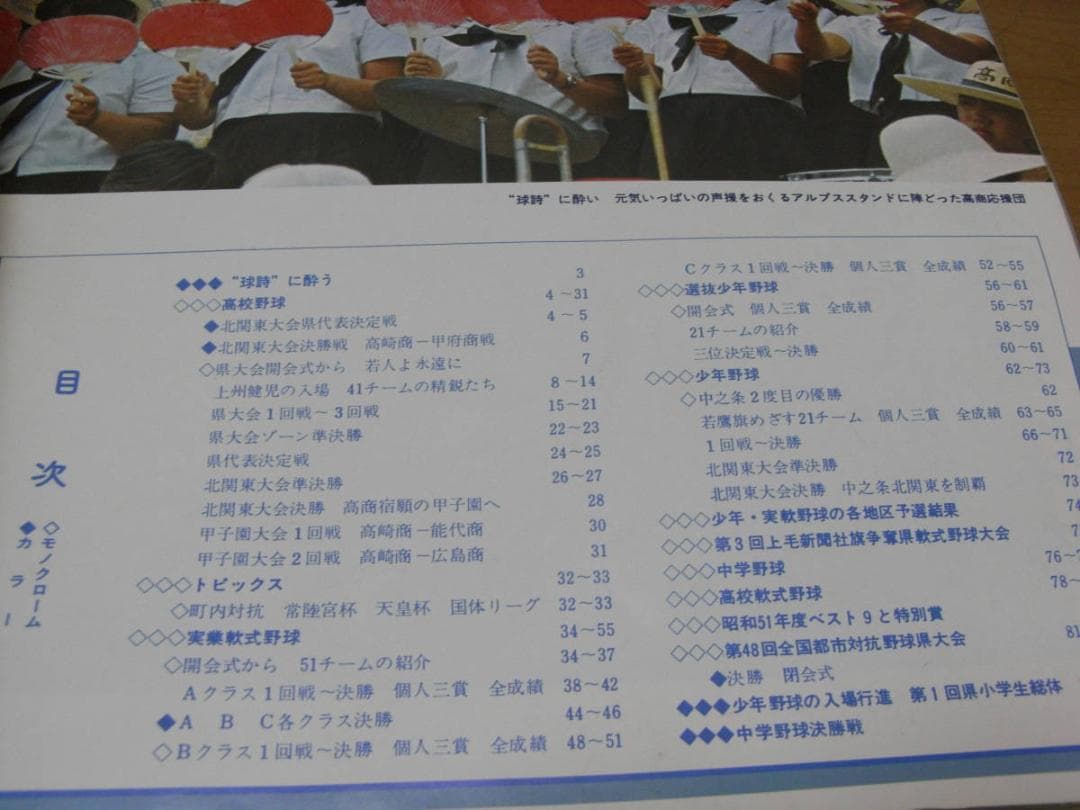 “球詩”に酔い　元気いっぱいの声援をおくるアルプススタンドに陣どった高商応援団
目次
◇モノクローム
◆カラー
◆◆◆“球詩”に酔う 3
◇◇◇高校野球 4～31
◆北関東大会県代表決定戦 4～5
◆北関東大会決勝戦　高崎商－甲府商戦 6
◇県大会開会式から　若人よ永遠に 7
上州健児の入場　41チームの精鋭たち 8～14
県大会1回戦～3回戦 15～21
県大会ゾーン準決勝 22～23
県代表決定戦 24～25
北関東大会準決勝 26～27
北関東大会決勝　高商宿願の甲子園へ 28
甲子園大会1回戦　高崎商－能代商 30
甲子園大会2回戦　高崎商－広島商 31
◇◇◇トピックス 32～33
◇町内対抗　常陸宮杯　天皇杯　国体リーグ 32～33
◇◇◇実業軟式野球 34～55
◇開会式から　51チームの紹介 34～37
Aクラス1回戦～決勝　個人三賞　全成績 38～42
◆A　B　C各クラス決勝 44～46
◇Bクラス1回戦～決勝　個人三賞　全成績 48～51
Cクラス1回戦～決勝　個人三賞　全成績 52～55
◇◇◇選抜少年野球 56～61
◇開会式　個人三賞　全成績 56～57
21チームの紹介 58～59
三位決定戦～決勝 60～61
◇◇◇少年野球 62～73
◇中之条2度目の優勝 62
若鷹旗めざす21チーム　個人三賞　全成績 63～65
1回戦～決勝 66～71
北関東大会準決勝 72
北関東大会決勝　中之条北関東を制覇 73
◇◇◇少年・実軟野球の各地区予選結果 74
◇◇◇第3回上毛新聞社旗争奪県軟式野球大会 7
◇◇◇中学野球 76～7
◇◇◇高校軟式野球 78～
◇◇◇昭和51年度ベスト9と特別賞
◇◇◇第48回全国都市対抗野球県大会 81
◆決勝　閉会式
◆◆◆少年野球の入場行進　第1回県小学生総体
◆◆◆中学野球決勝戦